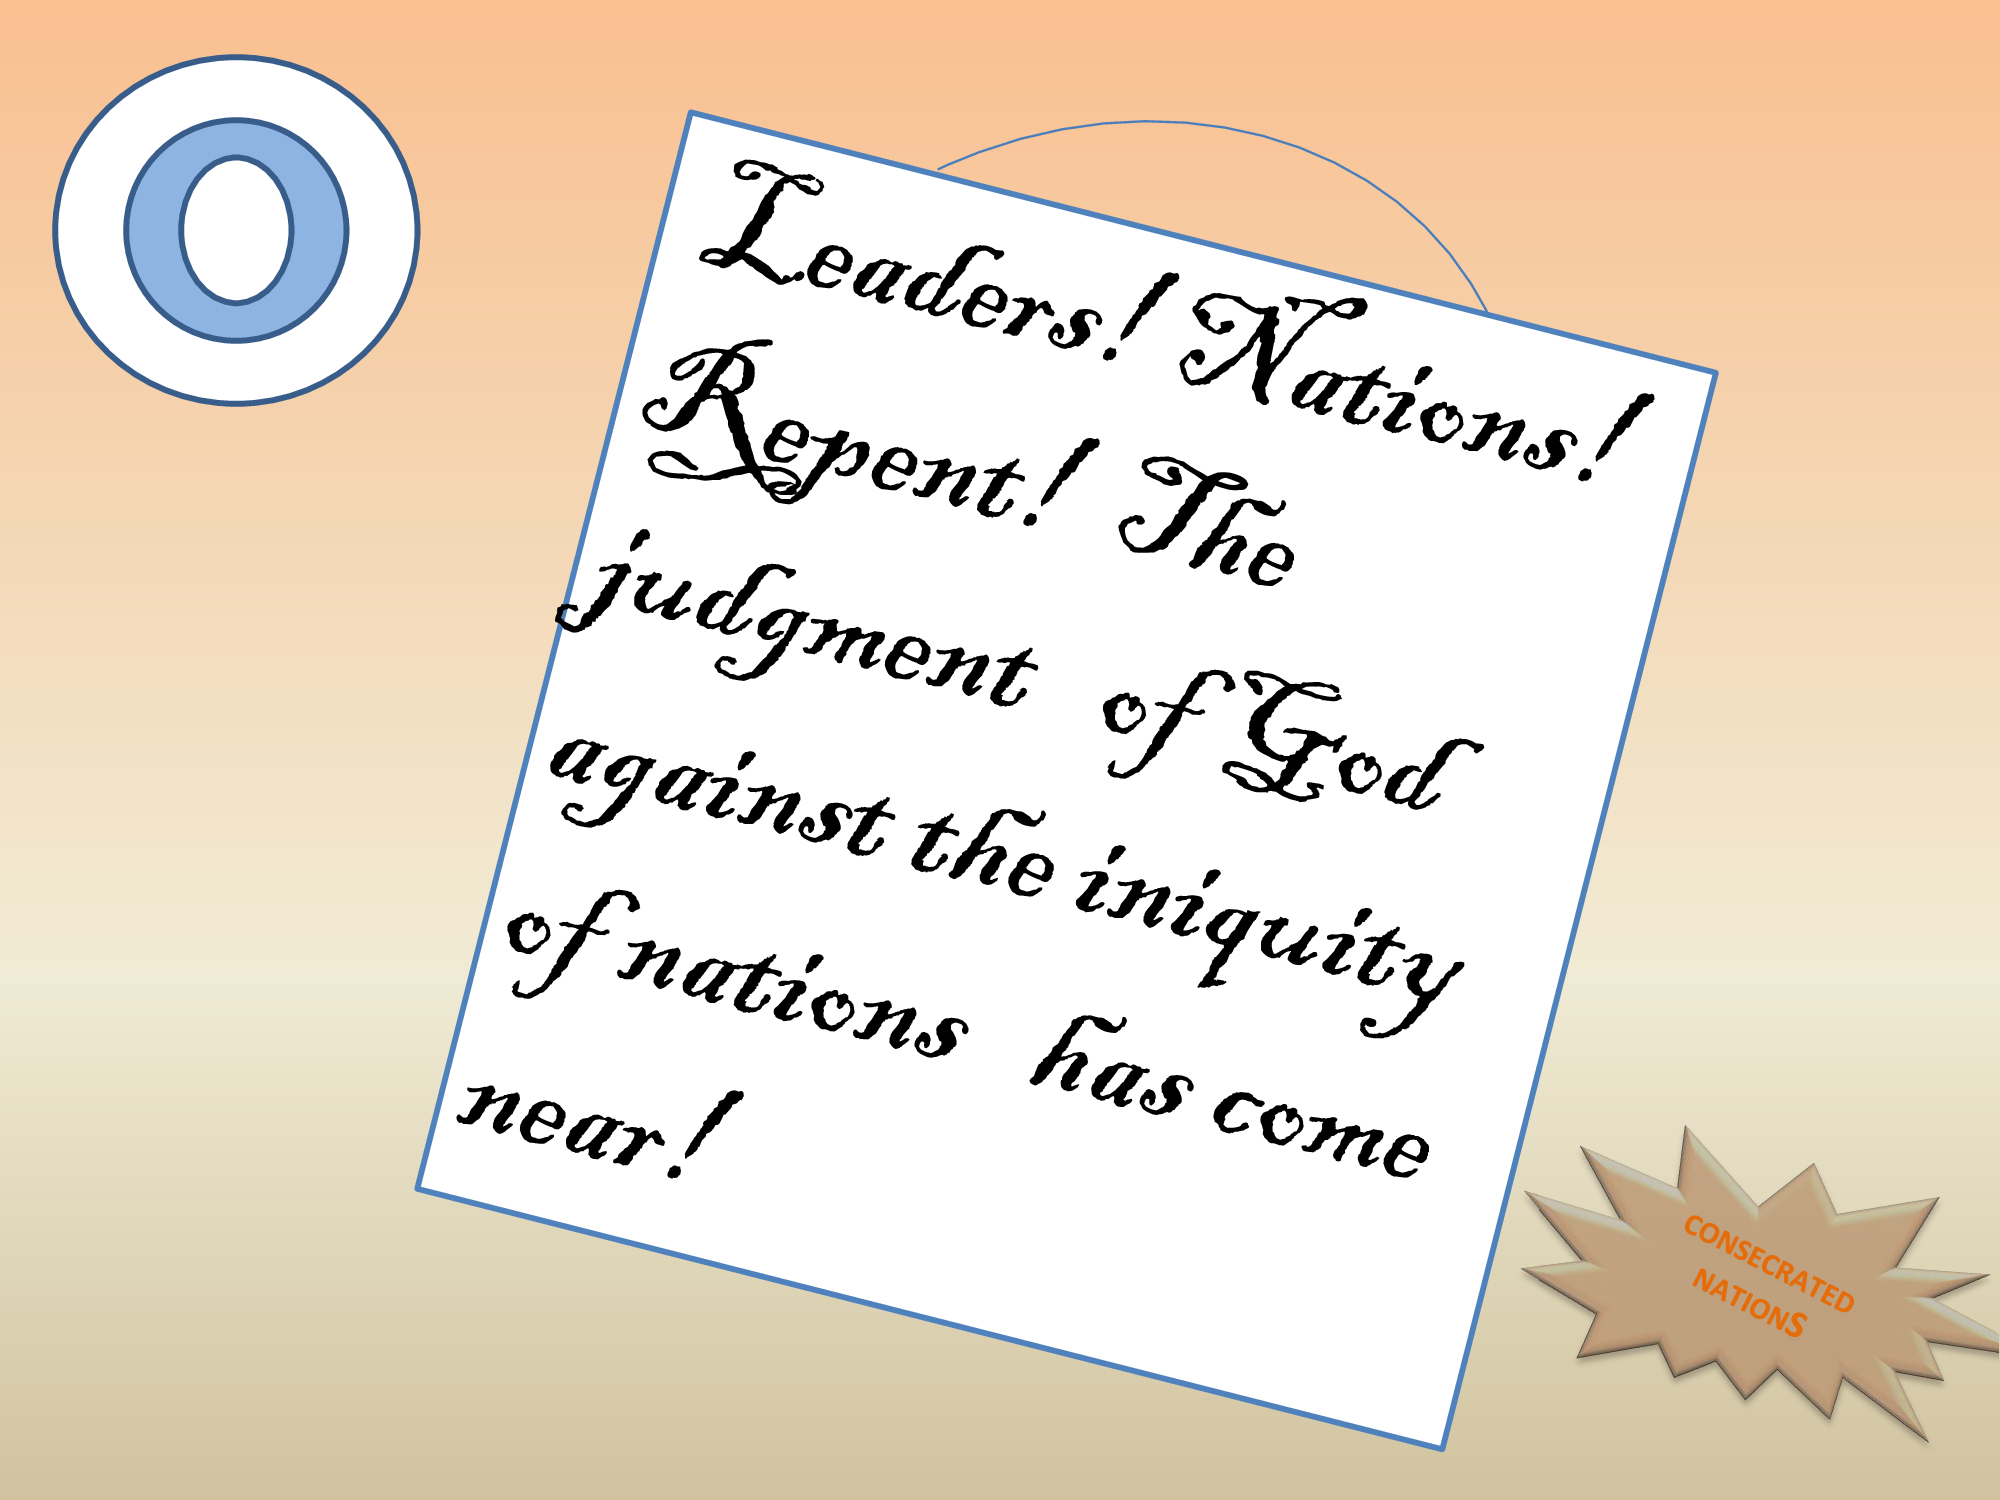 Leaders! Nations!
Repent! The
judgment of God
against the iniquity
of nations has come
near!
CONSECRATED
NATIONS